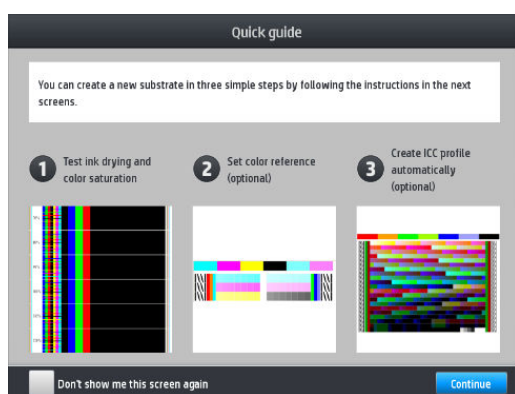 Quick guide
You can create a new substrate in three simple steps by following the instructions in the next
screens.
1
Test ink drying and
color saturation
2
Set color reference
(optional)
3
Create ICC profile
automatically
(optional)
Don't show me this screen again
Continue